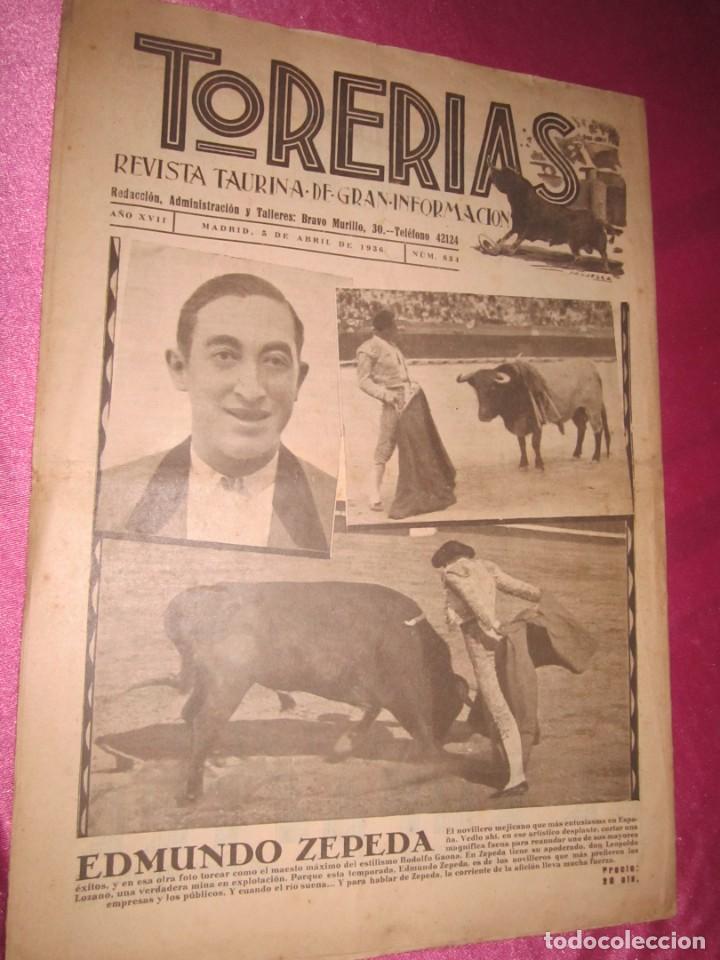 ToRERIAS
REVISTA TAURINA-DE-GRAN-INFORMACION
Redacción, Administración y Talleres: Bravo Murillo, 30.--Teléfono 42124
AÑO XVII MADRID, 5 DE ABRIL DE 1936 NÚM. 834
EDMUNDO ZEPEDA
El novillero mejicano que más entusiasma en Espa-
ña. Vedlo ahí, en ese artístico desplante, cortar una
magnífica faena para reanudar uno de sus mayores
éxitos, y en esa otra foto torear como el maesto máximo del estilismo Rodolfo Gaona. En Zepeda tiene su apoderado, don Leopoldo
Lozano, una verdadera mina en explotación. Porque esta temporada, Edmundo Zepeda, es de los novilleros que más prefieren las
empresas y los públicos. Y cuando el río suena... Y para hablar de Zepeda, la corriente de la afición lleva mucha fuerza.
Precio:
20 cts.
todocoleccion.net